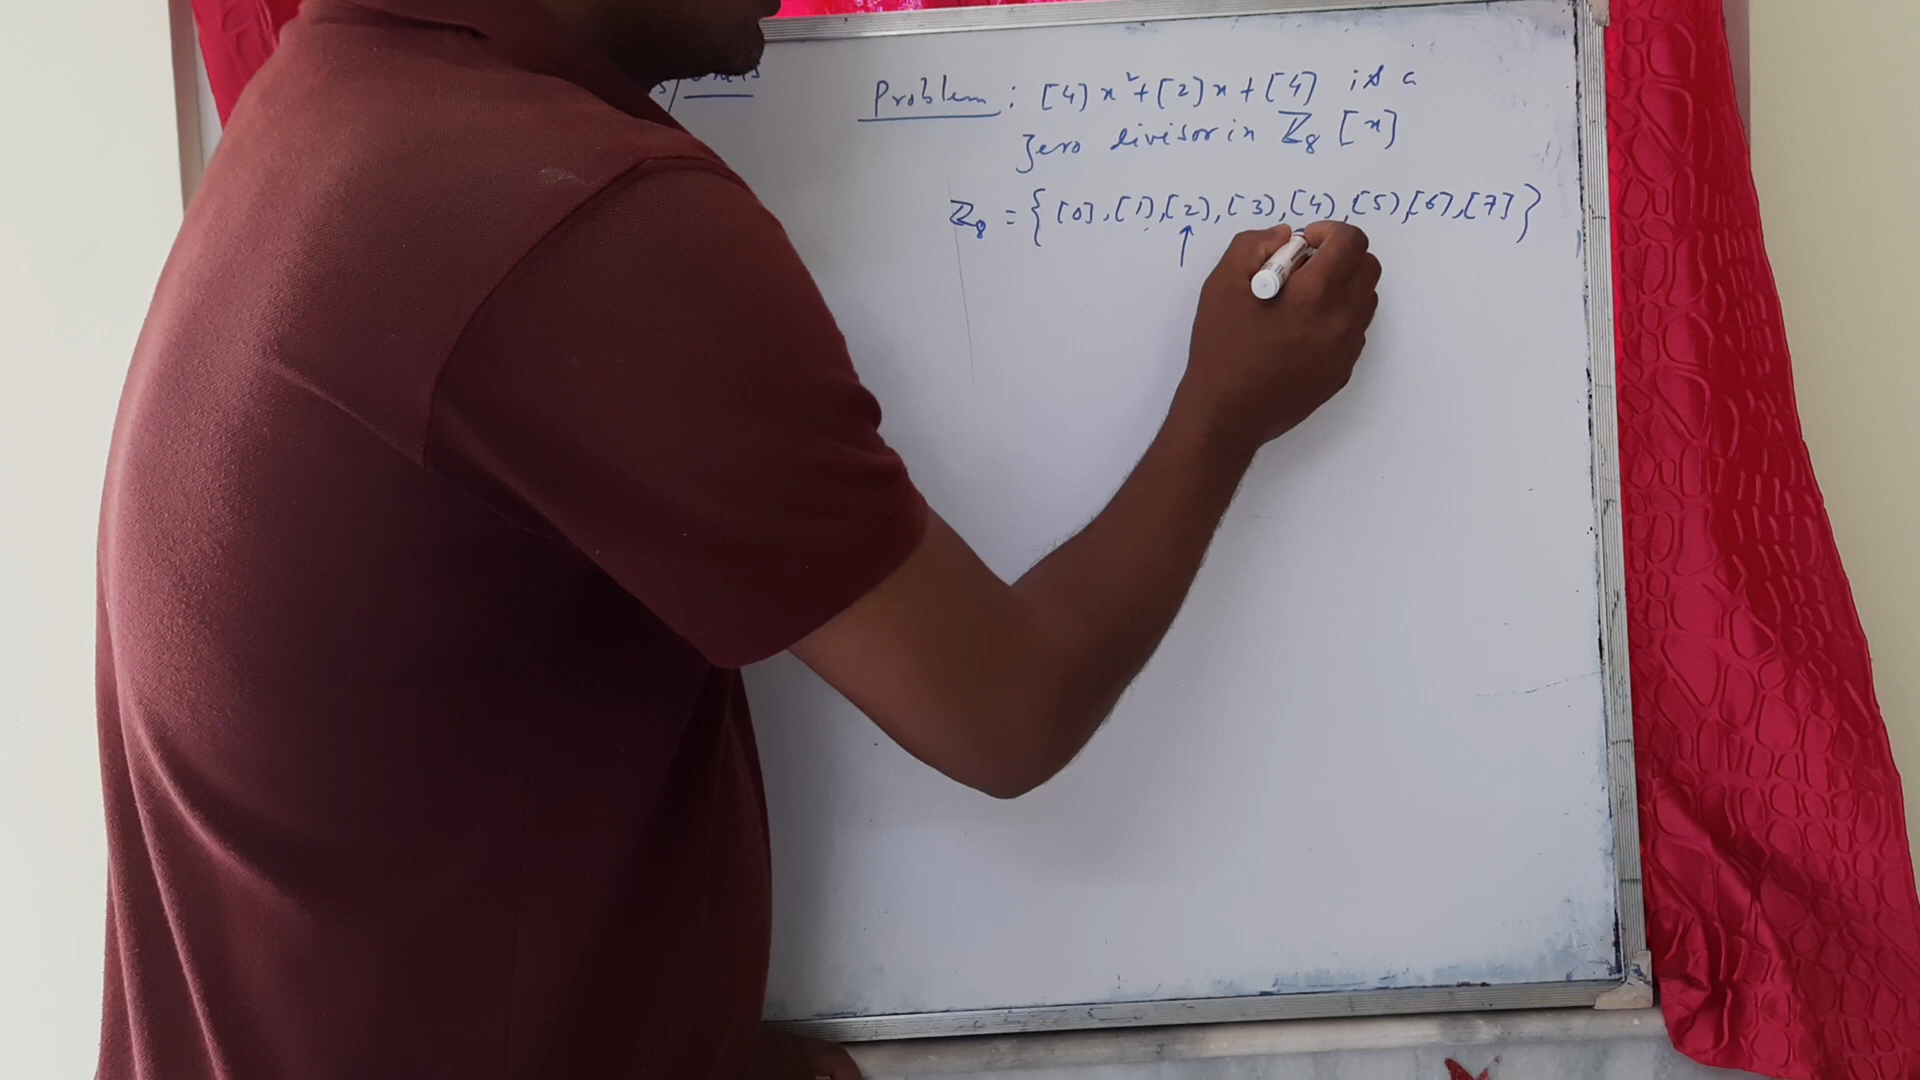 Problem: [4] x² + [2] x + [4] is a
Zero divisor in ℤ₈ [x]
ℤ₈ = { [0], [1], [2], [3], [4], [5], [6], [7] }
↑